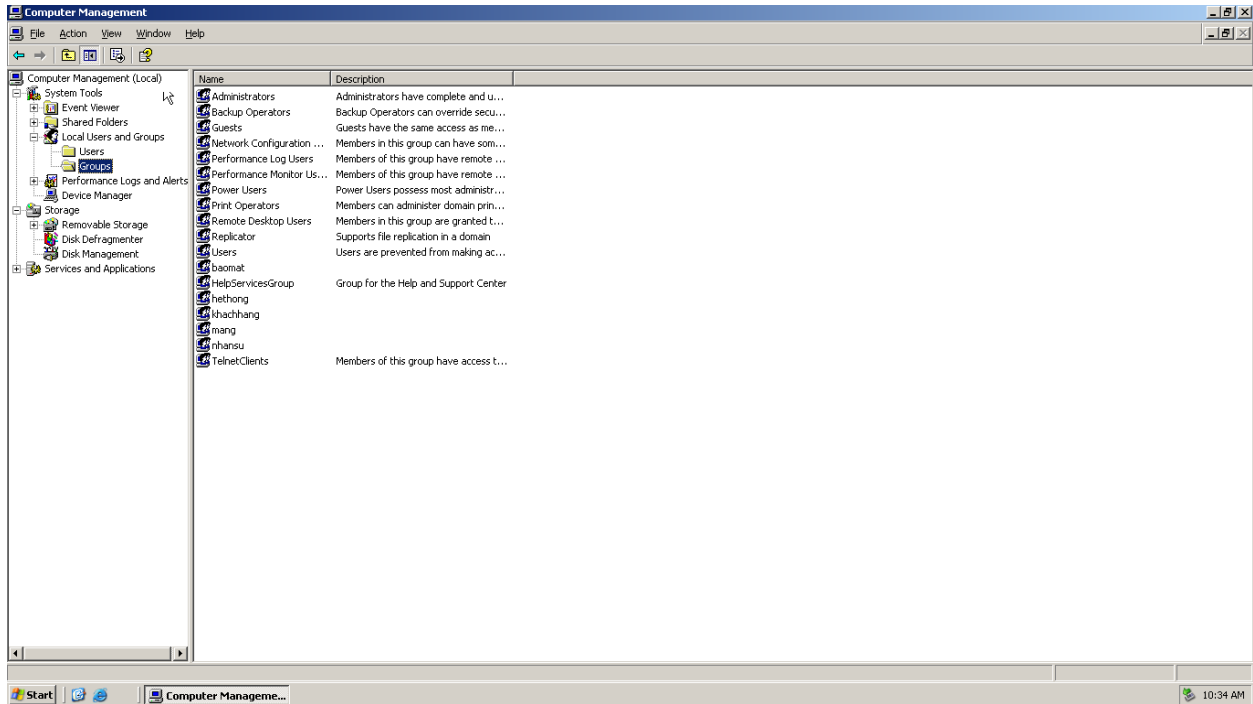 Computer Management
File Action View Window Help
Computer Management (Local)
System Tools
Event Viewer
Shared Folders
Local Users and Groups
Users
Groups
Performance Logs and Alerts
Device Manager
Storage
Removable Storage
Disk Defragmenter
Disk Management
Services and Applications
Name Description
Administrators Administrators have complete and u...
Backup Operators Backup Operators can override secu...
Guests Guests have the same access as me...
Network Configuration ... Members in this group can have som...
Performance Log Users Members of this group have remote ...
Performance Monitor Us... Members of this group have remote ...
Power Users Power Users possess most administr...
Print Operators Members can administer domain prin...
Remote Desktop Users Members in this group are granted t...
Replicator Supports file replication in a domain
Users Users are prevented from making ac...
baomat
HelpServicesGroup Group for the Help and Support Center
hethong
khachhang
mang
nhansu
TelnetClients Members of this group have access t...
Start Computer Manageme... 10:34 AM